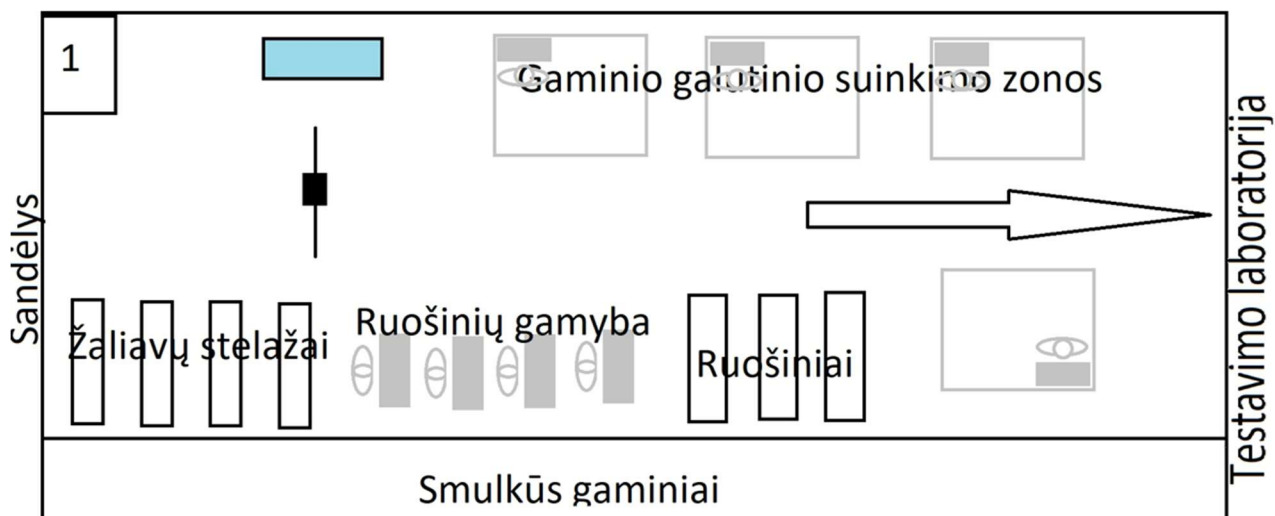 1
Gaminio galutinio suinkimo zonos
Sandėlys
Žaliavų stelažai
Ruošinių gamyba
Ruošiniai
Testavimo laboratorija
Smulkūs gaminiai